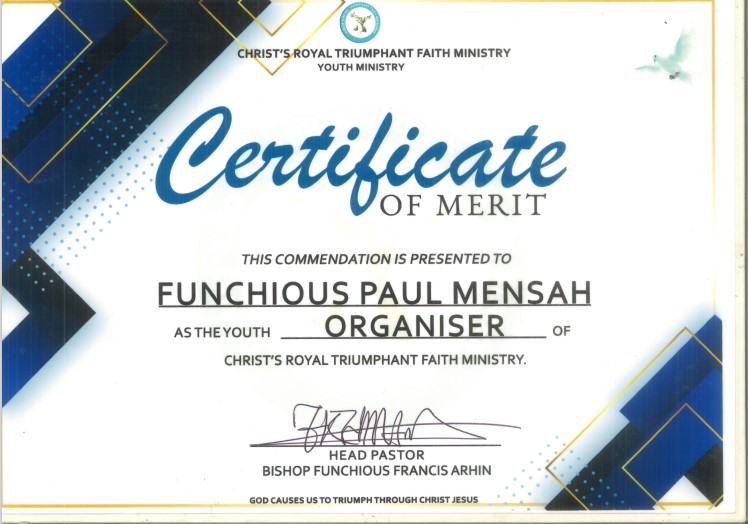 CHRIST'S ROYAL TRIUMPHANT FAITH MINISTRY
YOUTH MINISTRY
Certificate
OF MERIT
THIS COMMENDATION IS PRESENTED TO
FUNCHIOUS PAUL MENSAH
AS THE YOUTH ORGANISER OF
CHRIST'S ROYAL TRIUMPHANT FAITH MINISTRY.
HEAD PASTOR
BISHOP FUNCHIOUS FRANCIS ARHIN
GOD CAUSES US TO TRIUMPH THROUGH CHRIST JESUS